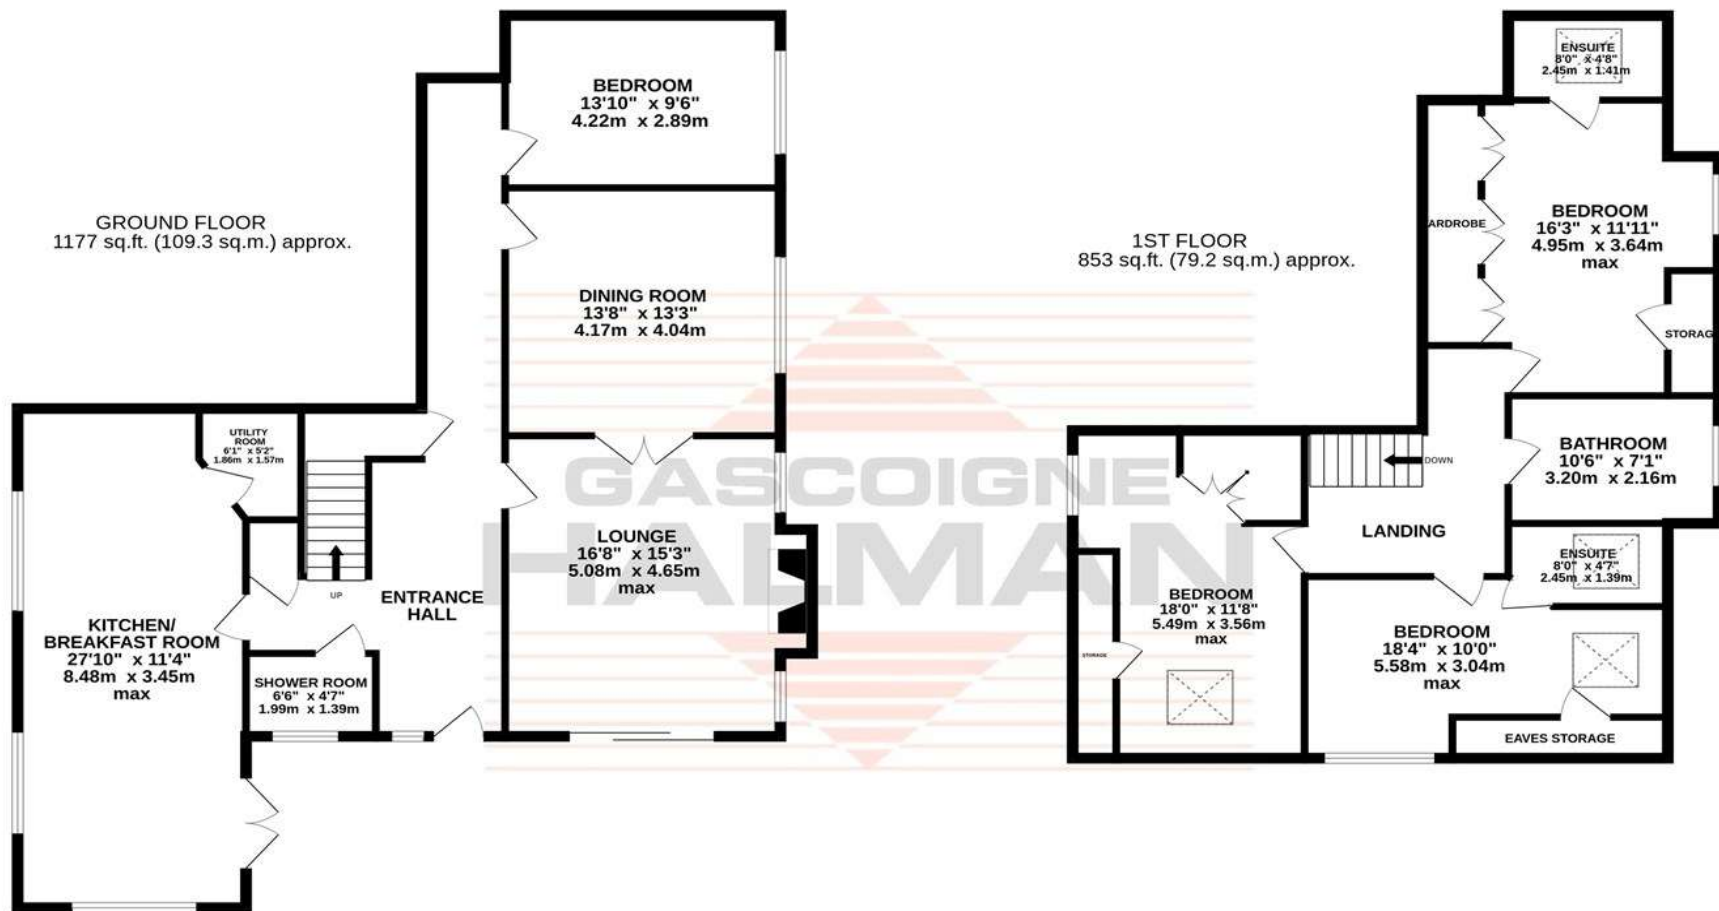 GROUND FLOOR
1177 sq.ft. (109.3 sq.m.) approx.
BEDROOM
13'10" x 9'6"
4.22m x 2.89m
DINING ROOM
13'8" x 13'3"
4.17m x 4.04m
UTILITY
ROOM
6'1" x 5'2"
1.86m x 1.57m
LOUNGE
16'8" x 15'3"
5.08m x 4.65m
max
UP
ENTRANCE
HALL
KITCHEN/
BREAKFAST ROOM
27'10" x 11'4"
8.48m x 3.45m
max
SHOWER ROOM
6'6" x 4'7"
1.99m x 1.39m
GASCOIGNE
HALMAN
1ST FLOOR
853 sq.ft. (79.2 sq.m.) approx.
ENSUITE
8'0" x 4'8"
2.45m x 1.41m
ARDROBE
BEDROOM
16'3" x 11'11"
4.95m x 3.64m
max
STORAG
BATHROOM
10'6" x 7'1"
3.20m x 2.16m
DOWN
LANDING
ENSUITE
8'0" x 4'7"
2.45m x 1.39m
BEDROOM
18'0" x 11'8"
5.49m x 3.56m
max
STORAGE
BEDROOM
18'4" x 10'0"
5.58m x 3.04m
max
EAVES STORAGE